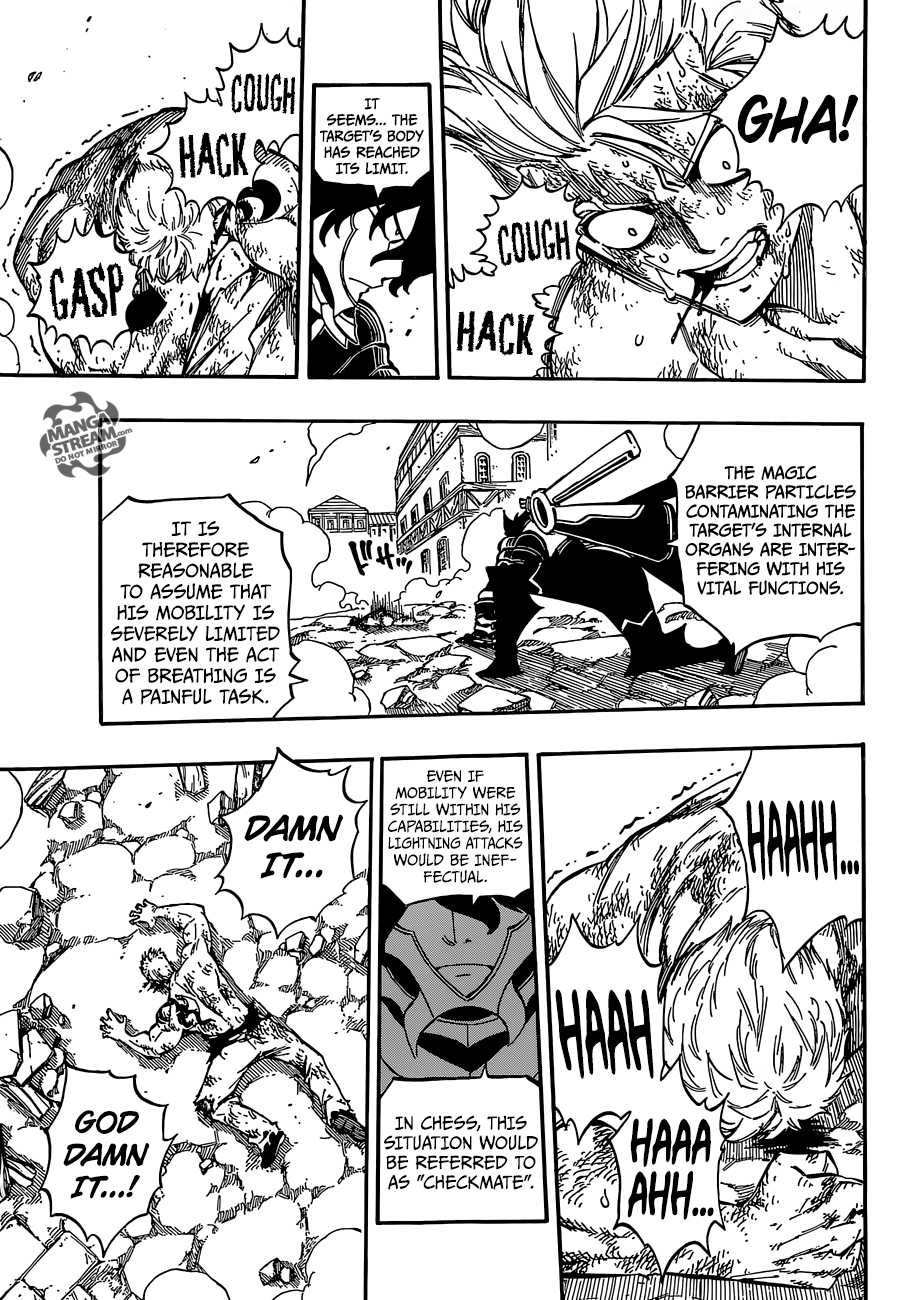 GHA!
COUGH
HACK
IT
SEEMS... THE
TARGET'S BODY
HAS REACHED
ITS LIMIT.
COUGH
HACK
GASP
MANGA
STREAM.com
DO NOT MIRROR
THE MAGIC
BARRIER PARTICLES
CONTAMINATING THE
TARGET'S INTERNAL
ORGANS ARE INTER-
FERING WITH HIS
VITAL FUNCTIONS.
ドサッ
IT IS
THEREFORE
REASONABLE
TO ASSUME THAT
HIS MOBILITY IS
SEVERELY LIMITED
AND EVEN THE ACT
OF BREATHING IS
A PAINFUL TASK.
HAAHH...
HAAH
HAAA
AHH...
EVEN IF
MOBILITY WERE
STILL WITHIN HIS
CAPABILITIES, HIS
LIGHTNING ATTACKS
WOULD BE INEF-
FECTUAL.
IN CHESS, THIS
SITUATION WOULD
BE REFERRED TO
AS "CHECKMATE".
DAMN
IT...
GOD
DAMN
IT...!